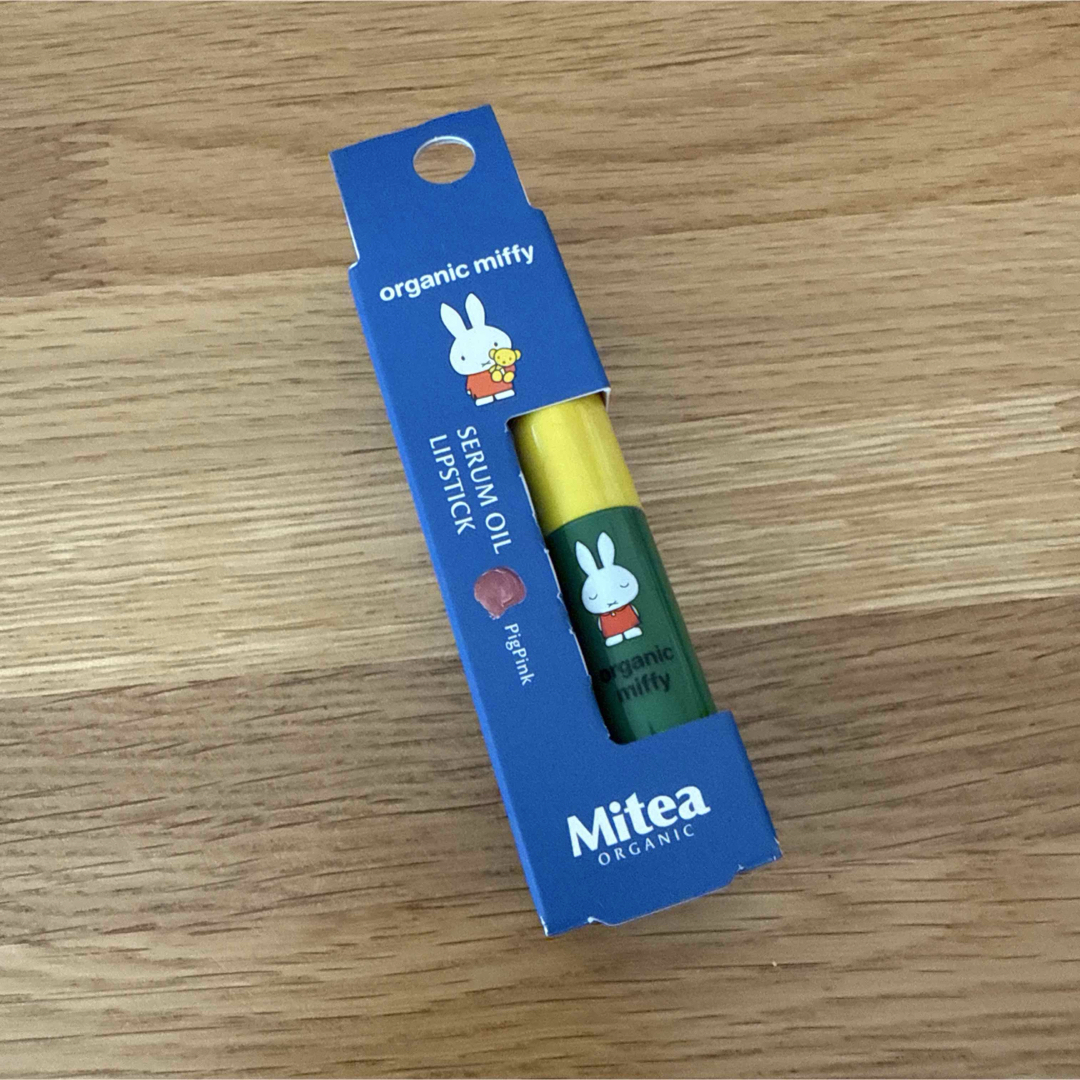 organic miffy
SERUM OIL
LIPSTICK
PigPink
organic
miffy
Mitea
ORGANIC